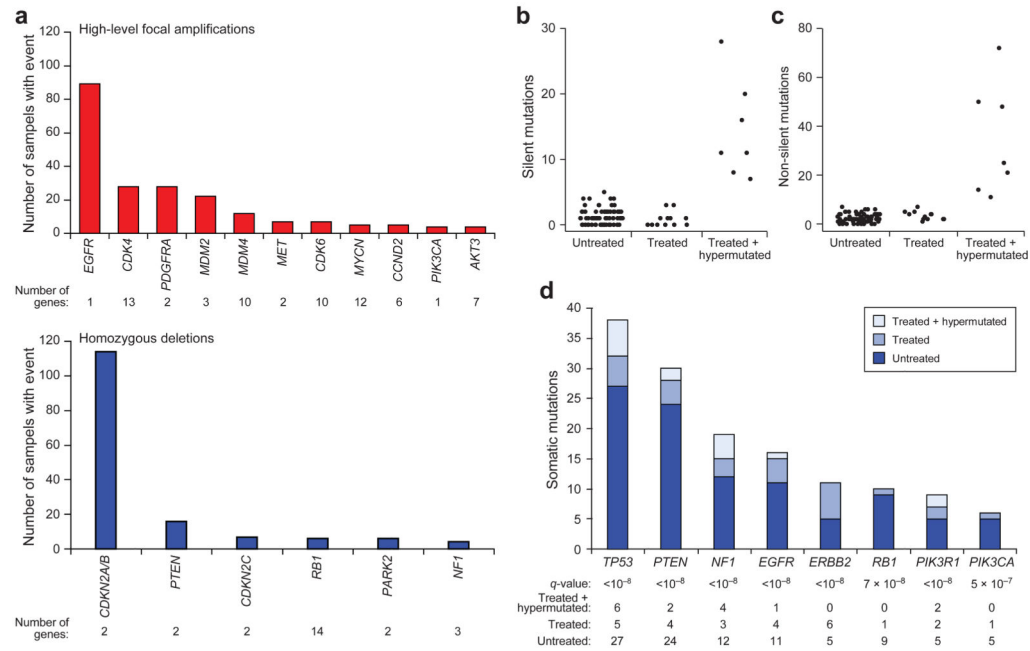 a
High-level focal amplifications
Number of sampels with event
120
100
80
60
40
20
0
EGFR CDK4 PDGFRA MDM2 MDM4 MET CDK6 MYCN CCND2 PIK3CA AKT3
Number of
genes: 1 13 2 3 10 2 10 12 6 1 7
Homozygous deletions
Number of sampels with event
120
100
80
60
40
20
0
CDKN2A/B PTEN CDKN2C RB1 PARK2 NF1
Number of
genes: 2 2 2 14 2 3
b
Silent mutations
30
20
10
0
Untreated Treated Treated +
hypermutated
c
Non-silent mutations
80
60
40
20
0
Untreated Treated Treated +
hypermutated
d
Somatic mutations
40
35
30
25
20
15
10
5
0
Treated + hypermutated
Treated
Untreated
TP53 PTEN NF1 EGFR ERBB2 RB1 PIK3R1 PIK3CA
q-value: <10⁻⁸ <10⁻⁸ <10⁻⁸ <10⁻⁸ <10⁻⁸ 7 × 10⁻⁸ <10⁻⁸ 5 × 10⁻⁷
Treated +
hypermutated: 6 2 4 1 0 0 2 0
Treated: 5 4 3 4 6 1 2 1
Untreated: 27 24 12 11 5 9 5 5